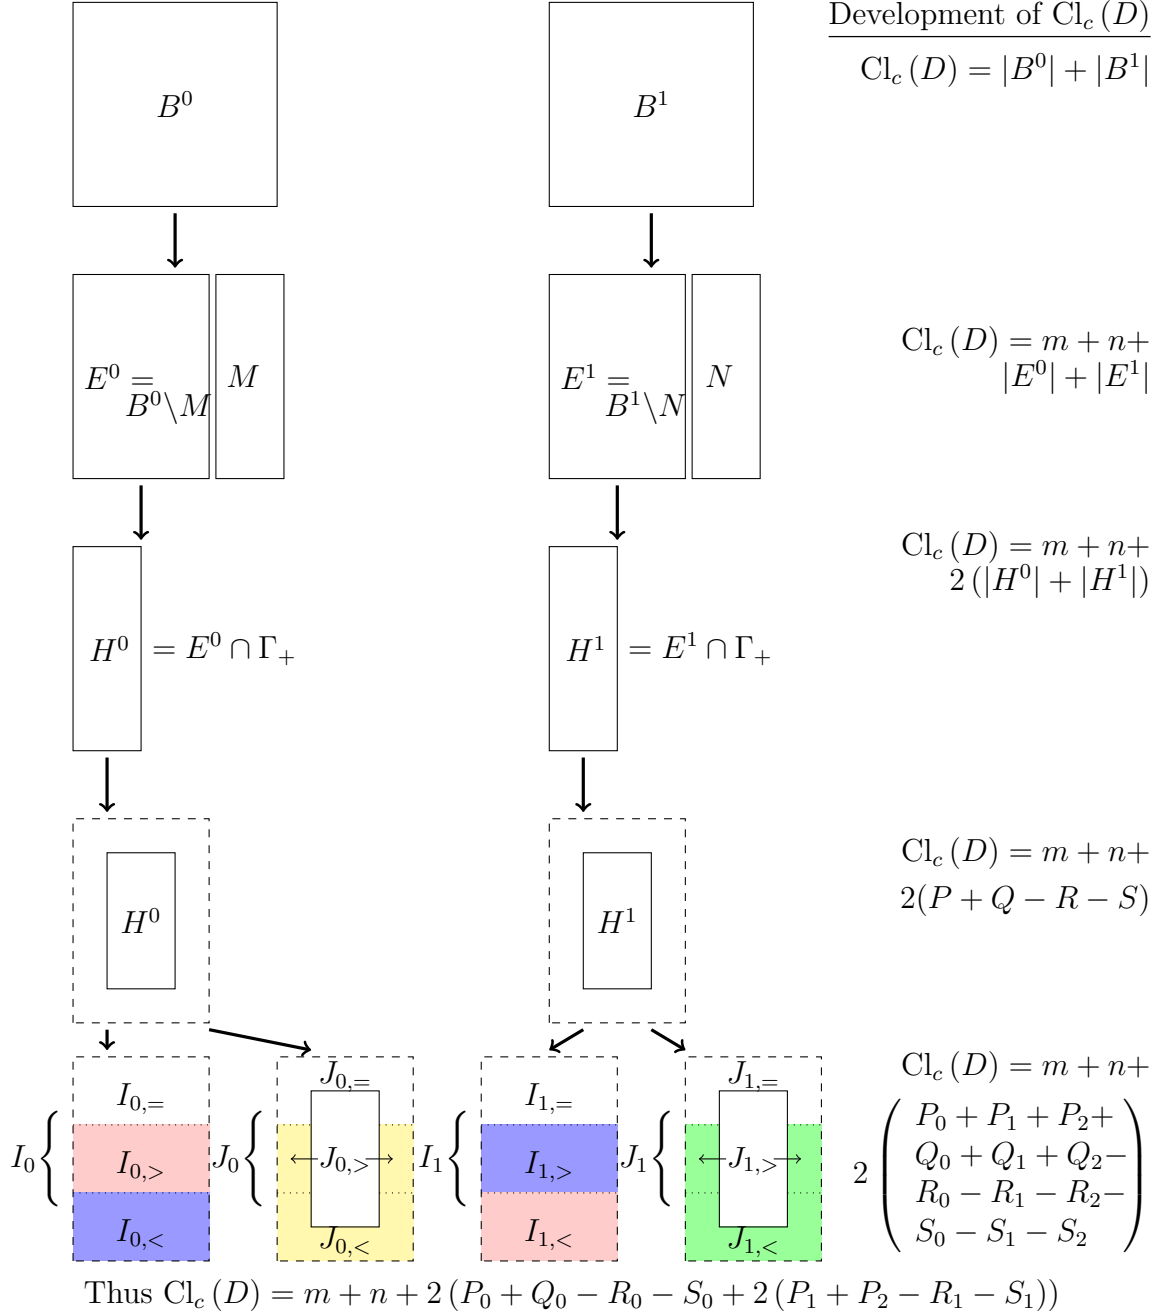 Development of Cl_c (D)
B^0
B^1
Cl_c (D) = |B^0| + |B^1|
E^0 =
B^0\M
M
E^1 =
B^1\N
N
Cl_c (D) = m + n+
|E^0| + |E^1|
H^0
= E^0 ∩ Γ_+
H^1
= E^1 ∩ Γ_+
Cl_c (D) = m + n+
2 (|H^0| + |H^1|)
H^0
H^1
Cl_c (D) = m + n+
2(P + Q − R − S)
I_0
I_{0,=}
I_{0,>}
I_{0,<}
J_0
J_{0,=}
J_{0,>}
J_{0,<}
I_1
I_{1,=}
I_{1,>}
I_{1,<}
J_1
J_{1,=}
J_{1,>}
J_{1,<}
Cl_c (D) = m + n+
2
P_0 + P_1 + P_2+
Q_0 + Q_1 + Q_2−
R_0 − R_1 − R_2−
S_0 − S_1 − S_2
Thus Cl_c (D) = m + n + 2 (P_0 + Q_0 − R_0 − S_0 + 2 (P_1 + P_2 − R_1 − S_1))